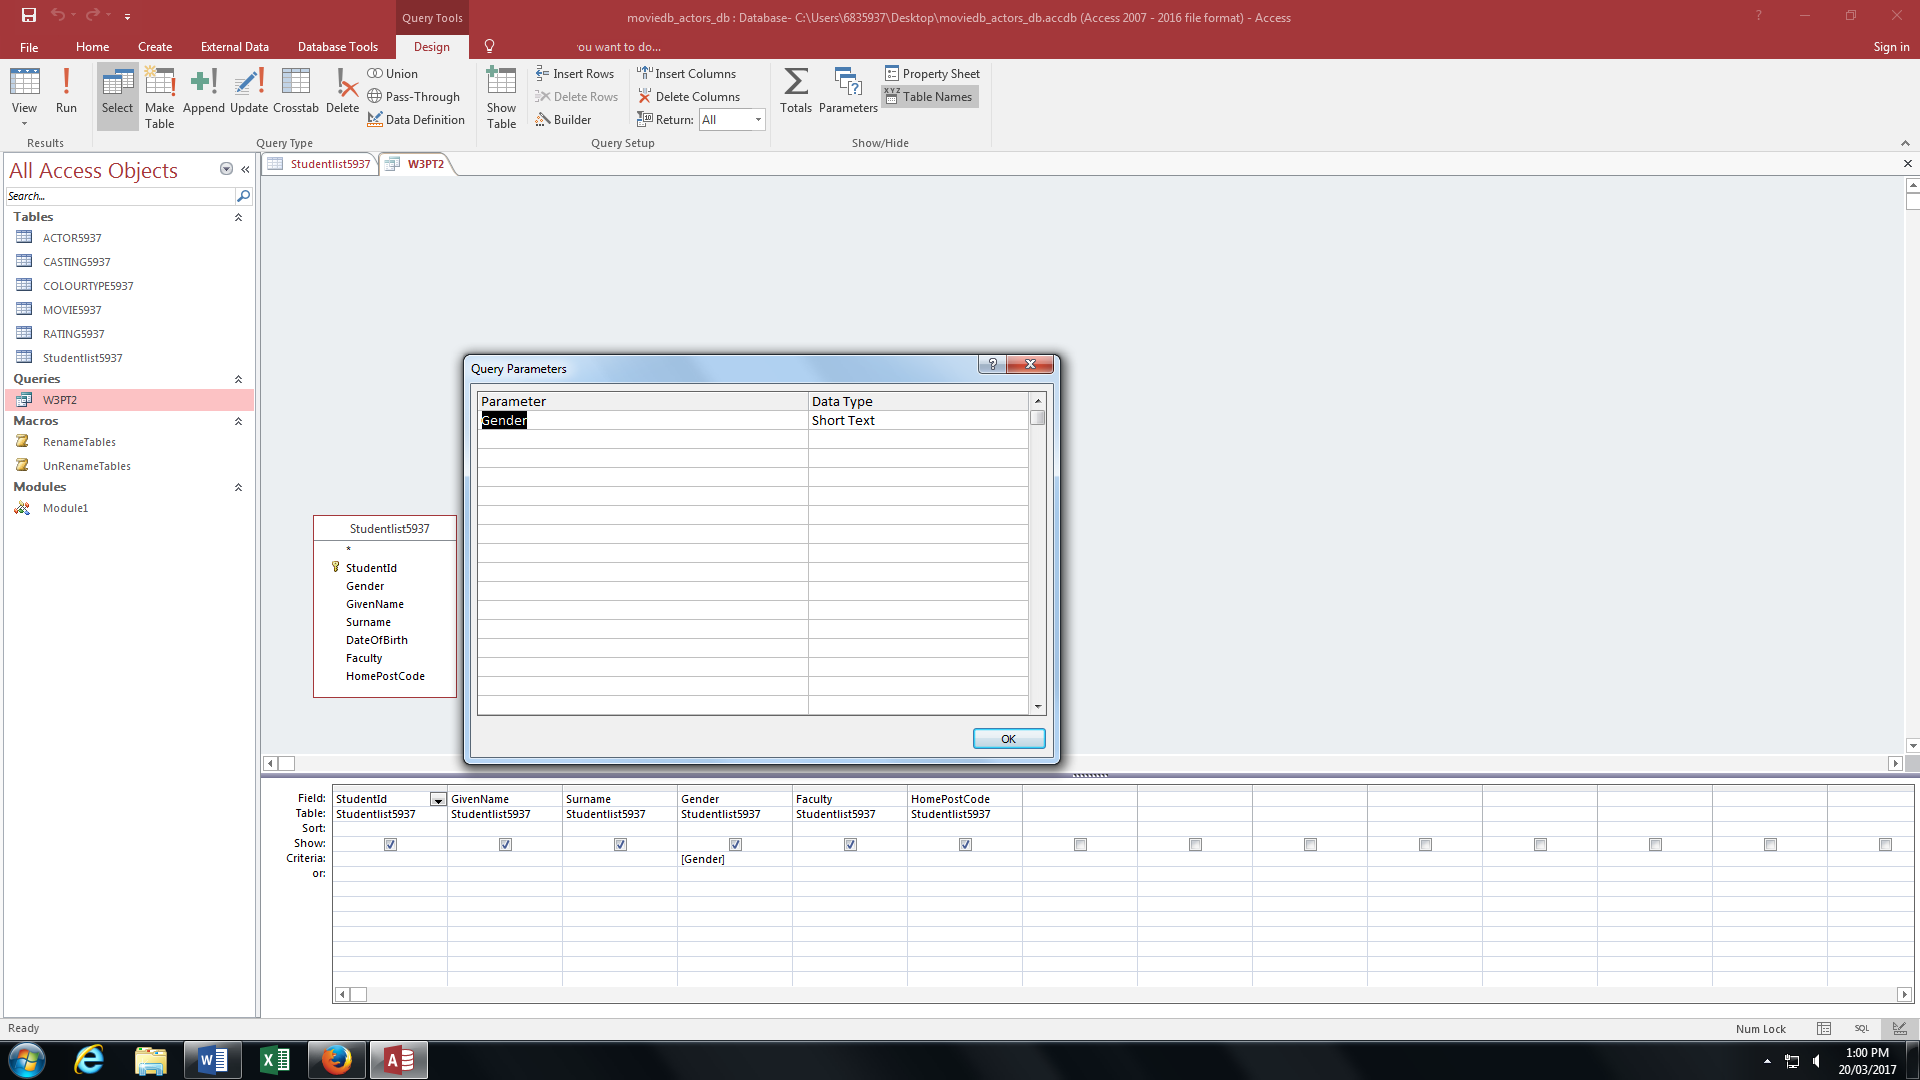 Query Tools
moviedb_actors_db : Database- C:\Users\6835937\Desktop\moviedb_actors_db.accdb (Access 2007 - 2016 file format) - Access
File Home Create External Data Database Tools Design ou want to do... Sign in
View
Run
Select
Make Table
Append
Update
Crosstab
Delete
Union
Pass-Through
Data Definition
Show Table
Insert Rows
Delete Rows
Builder
Insert Columns
Delete Columns
Return: All
Totals
Parameters
Property Sheet
XYZ Table Names
Results
Query Type
Query Setup
Show/Hide
All Access Objects
Search...
Tables
ACTOR5937
CASTING5937
COLOURTYPE5937
MOVIE5937
RATING5937
Studentlist5937
Queries
W3PT2
Macros
RenameTables
UnRenameTables
Modules
Module1
Studentlist5937
W3PT2
Studentlist5937
*
StudentId
Gender
GivenName
Surname
DateOfBirth
Faculty
HomePostCode
Query Parameters
Parameter Data Type
Gender Short Text
OK
Field: StudentId GivenName Surname Gender Faculty HomePostCode
Table: Studentlist5937 Studentlist5937 Studentlist5937 Studentlist5937 Studentlist5937 Studentlist5937
Sort:
Show:
Criteria: [Gender]
or:
Ready
Num Lock
SQL
1:00 PM
20/03/2017